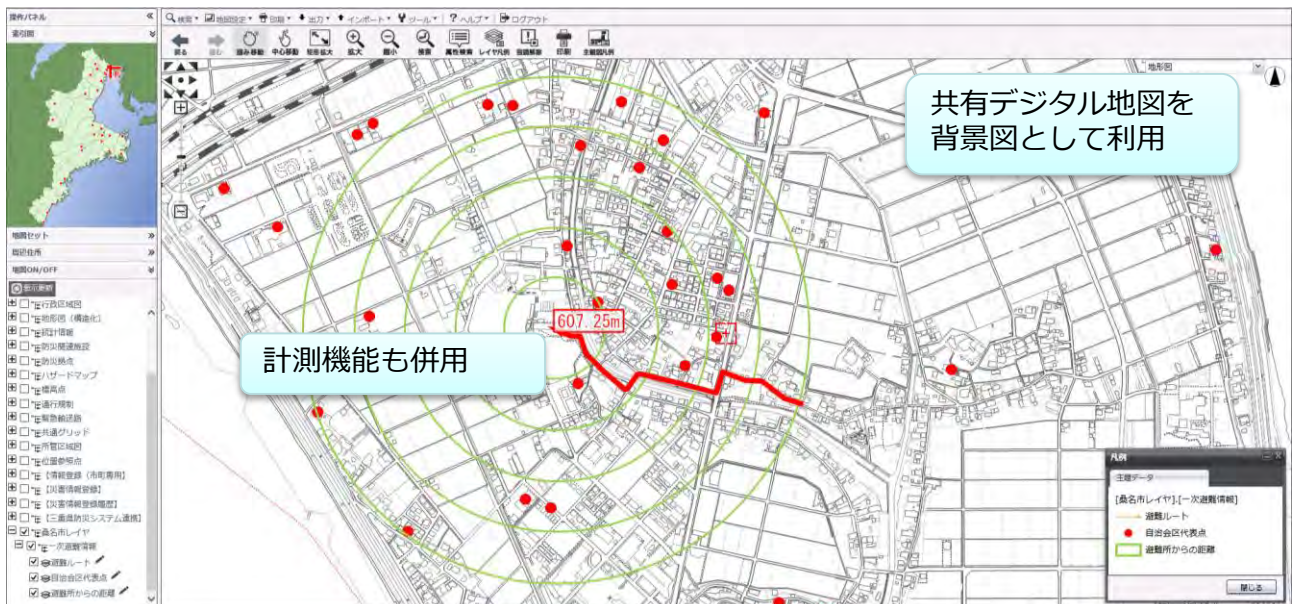 操作パネル
索引図
地図セット
周辺住所
地図ON/OFF
表示更新
行政区域図
地形図（構造化）
統計情報
防災関連施設
防災拠点
ハザードマップ
標高点
通行規制
緊急輸送路
共通グリッド
所管区域図
位置参照点
【情報登録（市町専用）】
【災害情報登録】
【災害情報登録履歴】
【三重県防災システム連携】
桑名市レイヤ
一次避難情報
避難ルート
自治会区代表点
避難所からの距離
検索 地図設定 印刷 出力 インポート ツール ? ヘルプ ログアウト
戻る 進む 掴み移動 中心移動 矩形拡大 拡大 縮小 検索 属性検索 レイヤ凡例 印刷 主題図凡例
地形図
共有デジタル地図を
背景図として利用
607.25m
計測機能も併用
凡例
主題データ
[桑名市レイヤ].[一次避難情報]
避難ルート
自治会区代表点
避難所からの距離
閉じる